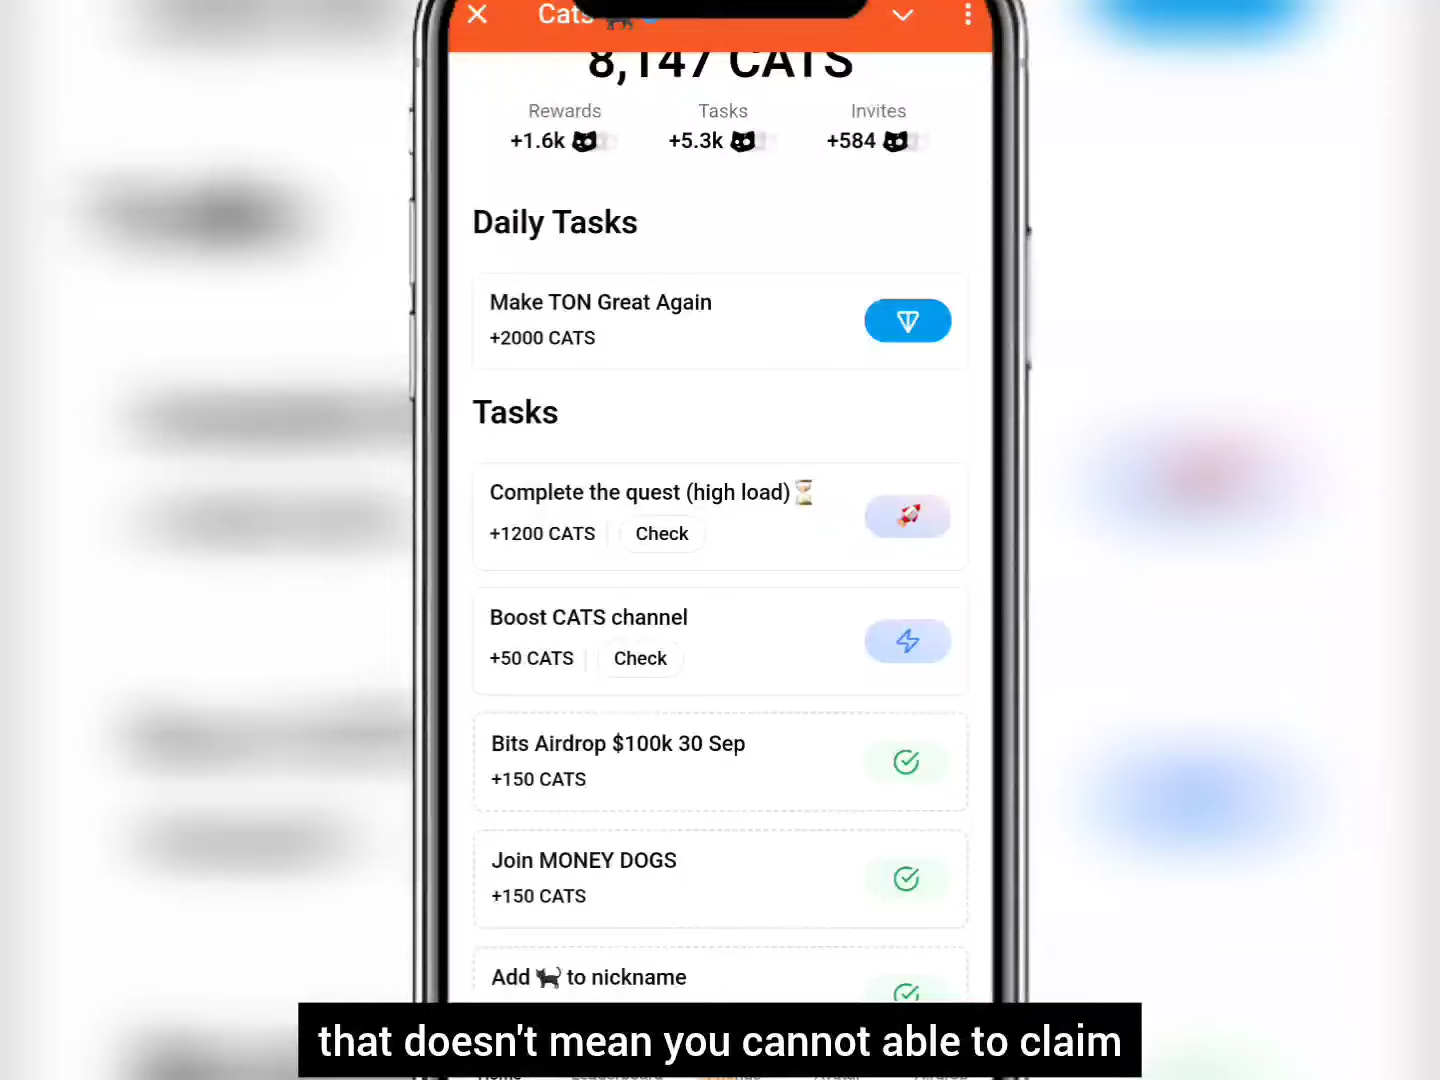 Cats 🐈‍⬛
8,147 CATS
Rewards Tasks Invites
+1.6k +5.3k +584
Daily Tasks
Make TON Great Again
+2000 CATS
Tasks
Complete the quest (high load)⏳
+1200 CATS Check
Boost CATS channel
+50 CATS Check
Bits Airdrop $100k 30 Sep
+150 CATS
Join MONEY DOGS
+150 CATS
Add 🐈‍⬛ to nickname
that doesn't mean you cannot able to claim